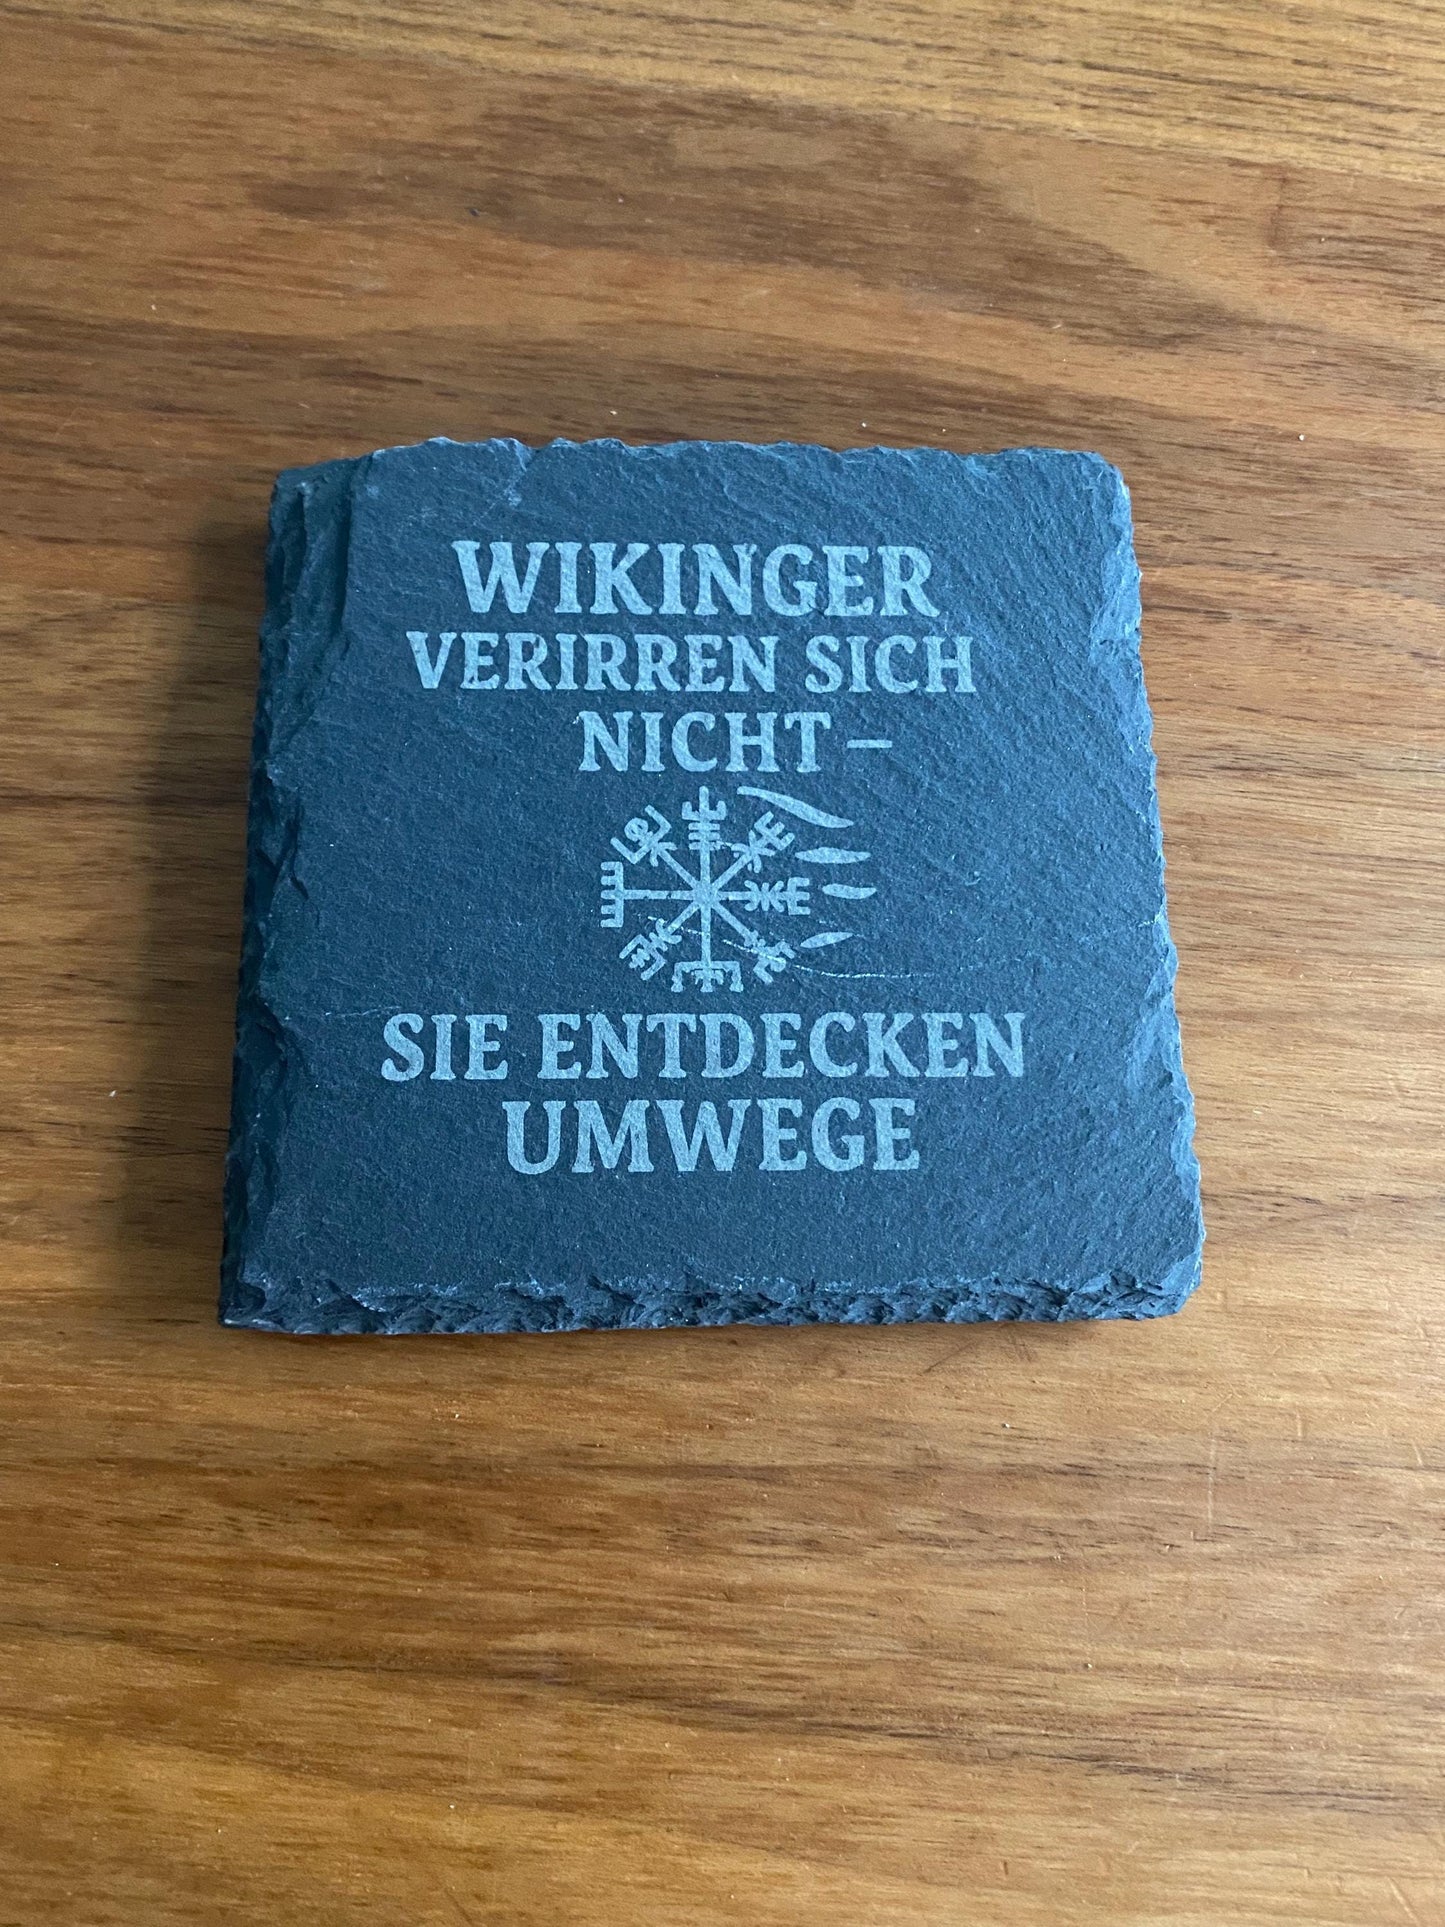 WIKINGER
VERIRREN SICH
NICHT –
SIE ENTDECKEN
UMWEGE